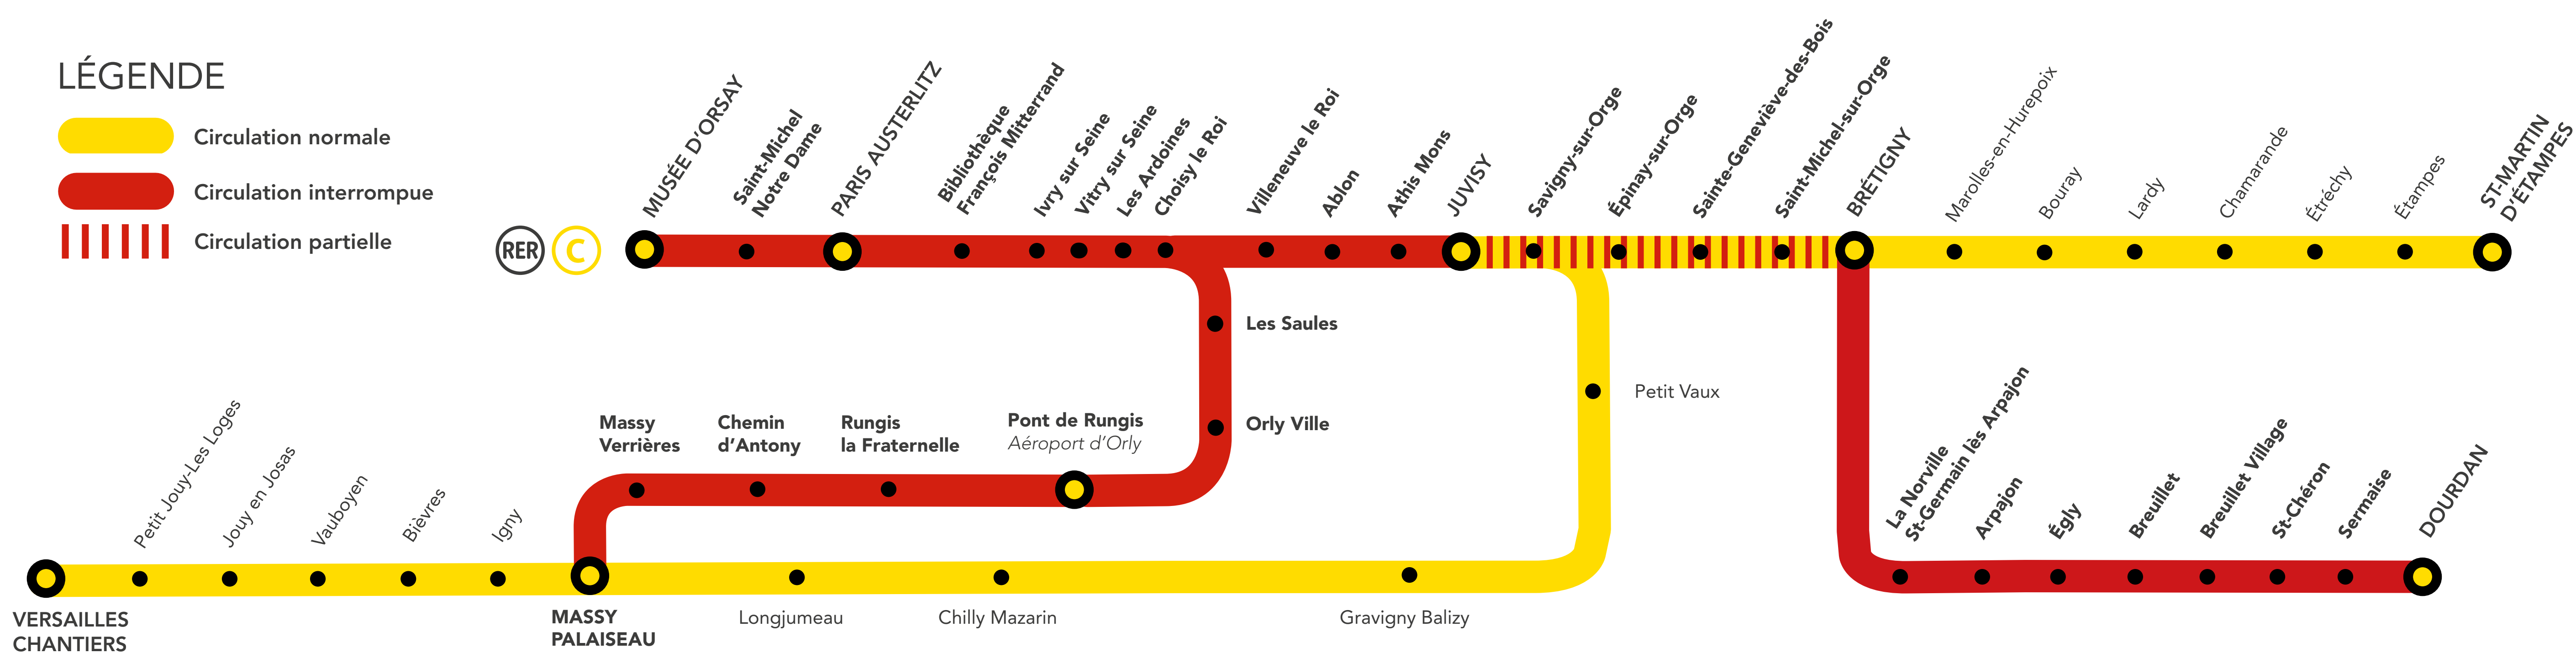 LÉGENDE
Circulation normale
Circulation interrompue
Circulation partielle
RER
C
MUSÉE D'ORSAY
Saint-Michel
Notre Dame
PARIS AUSTERLITZ
Bibliothèque
François Mitterrand
Ivry sur Seine
Vitry sur Seine
Les Ardoines
Choisy le Roi
Villeneuve le Roi
Ablon
Athis Mons
JUVISY
Savigny-sur-Orge
Épinay-sur-Orge
Sainte-Geneviève-des-Bois
Saint-Michel-sur-Orge
BRÉTIGNY
Marolles-en-Hurepoix
Bouray
Lardy
Chamarande
Étréchy
Étampes
ST-MARTIN
D'ÉTAMPES
Les Saules
Orly Ville
Petit Vaux
Massy
Verrières
Chemin
d'Antony
Rungis
la Fraternelle
Pont de Rungis
Aéroport d'Orly
Petit Jouy-Les Loges
Jouy en Josas
Vauboyen
Bièvres
Igny
La Norville
St-Germain lès Arpajon
Arpajon
Égly
Breuillet
Breuillet Village
St-Chéron
Sermaise
DOURDAN
VERSAILLES
CHANTIERS
MASSY
PALAISEAU
Longjumeau
Chilly Mazarin
Gravigny Balizy